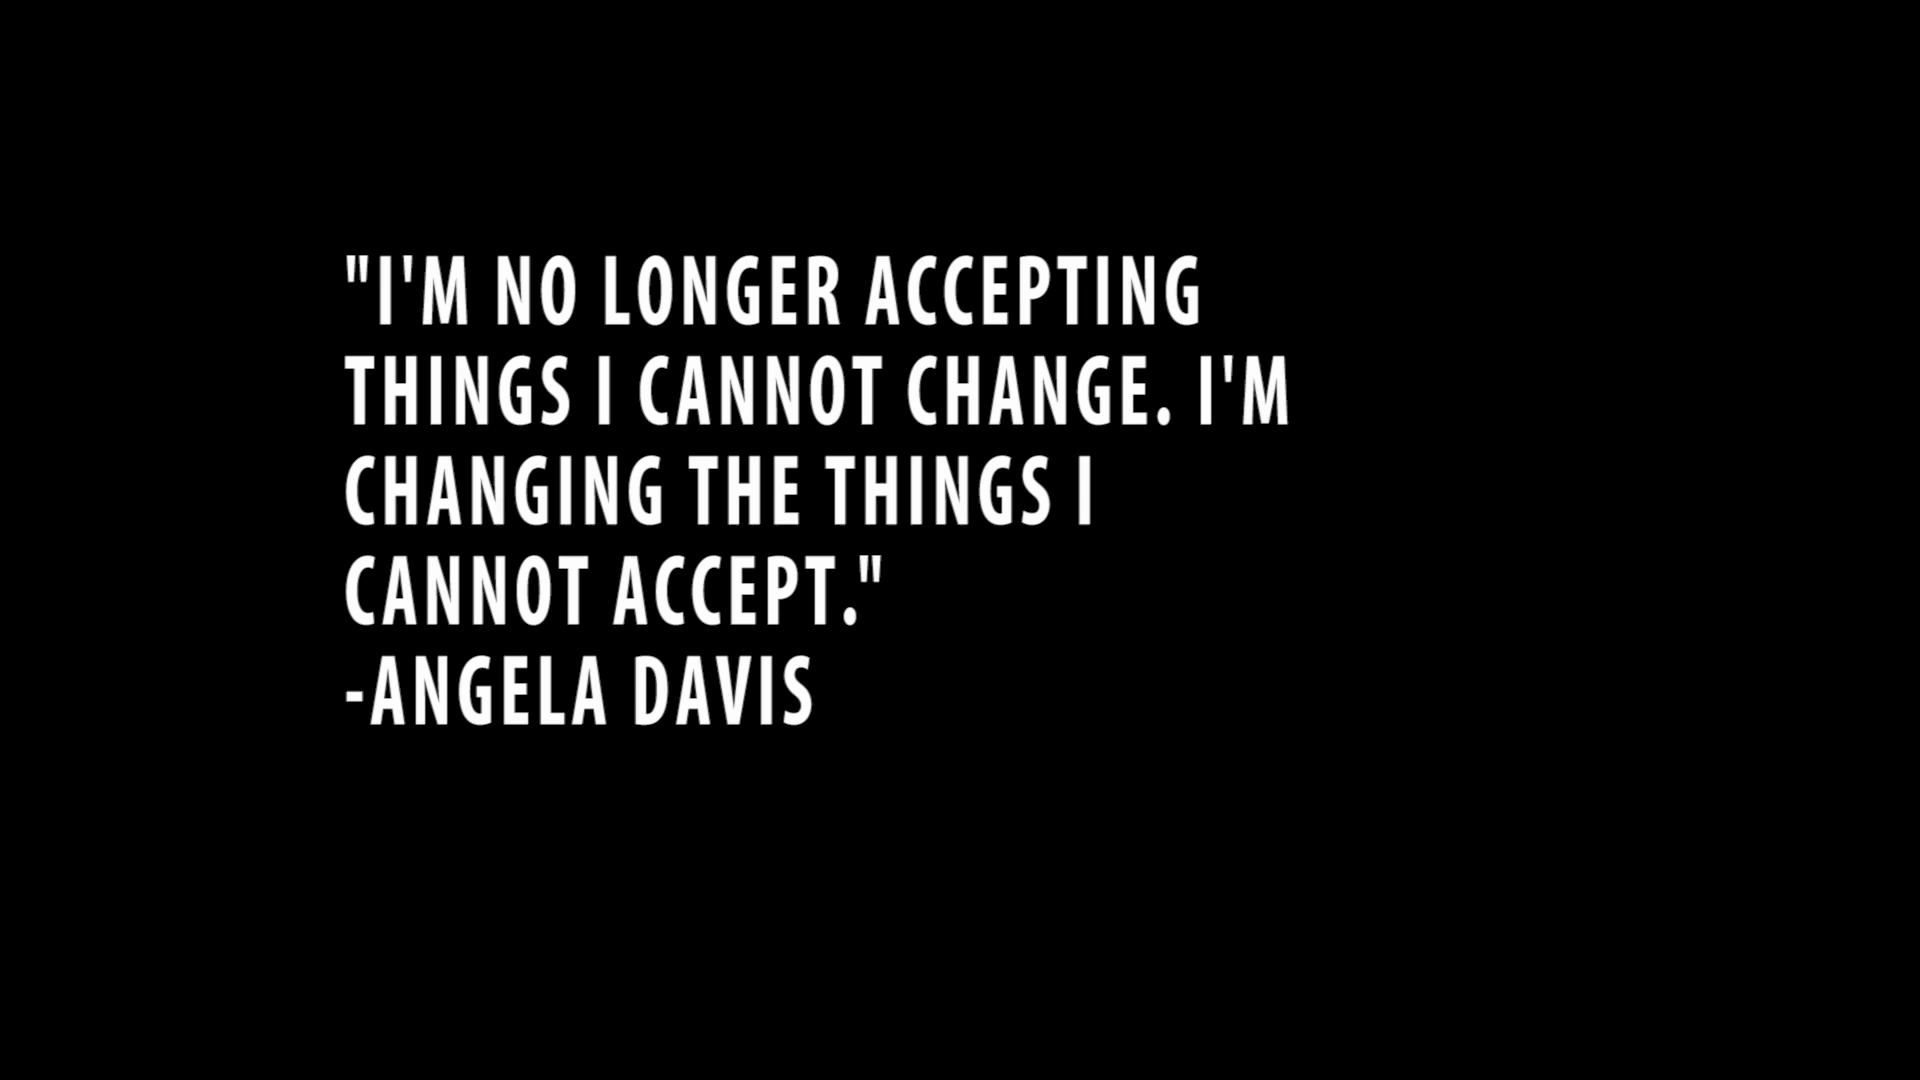 "I'M NO LONGER ACCEPTING
THINGS I CANNOT CHANGE. I'M
CHANGING THE THINGS I
CANNOT ACCEPT."
-ANGELA DAVIS